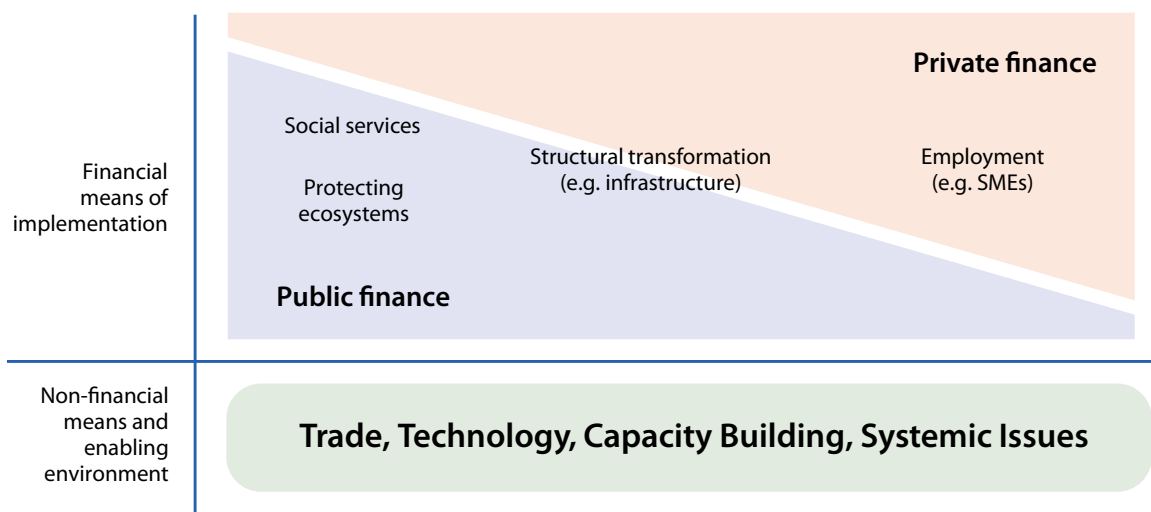 Private finance
Social services
Structural transformation
(e.g. infrastructure)
Employment
(e.g. SMEs)
Financial
means of
implementation
Protecting
ecosystems
Public finance
Non-financial
means and
enabling
environment
Trade, Technology, Capacity Building, Systemic Issues